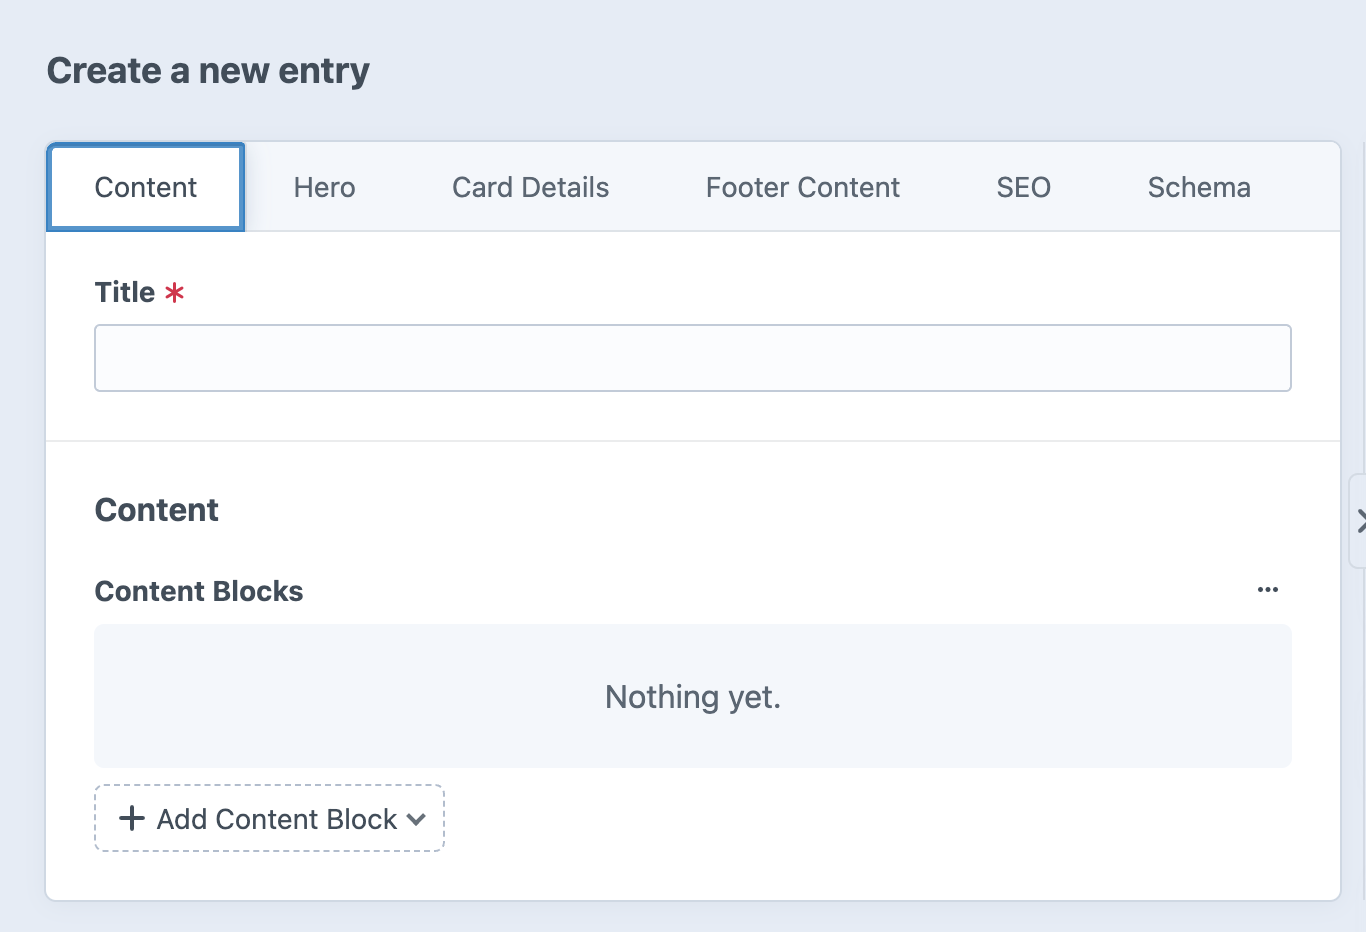 Create a new entry
Content Hero Card Details Footer Content SEO Schema
Title *
Content
Content Blocks
Nothing yet.
+ Add Content Block